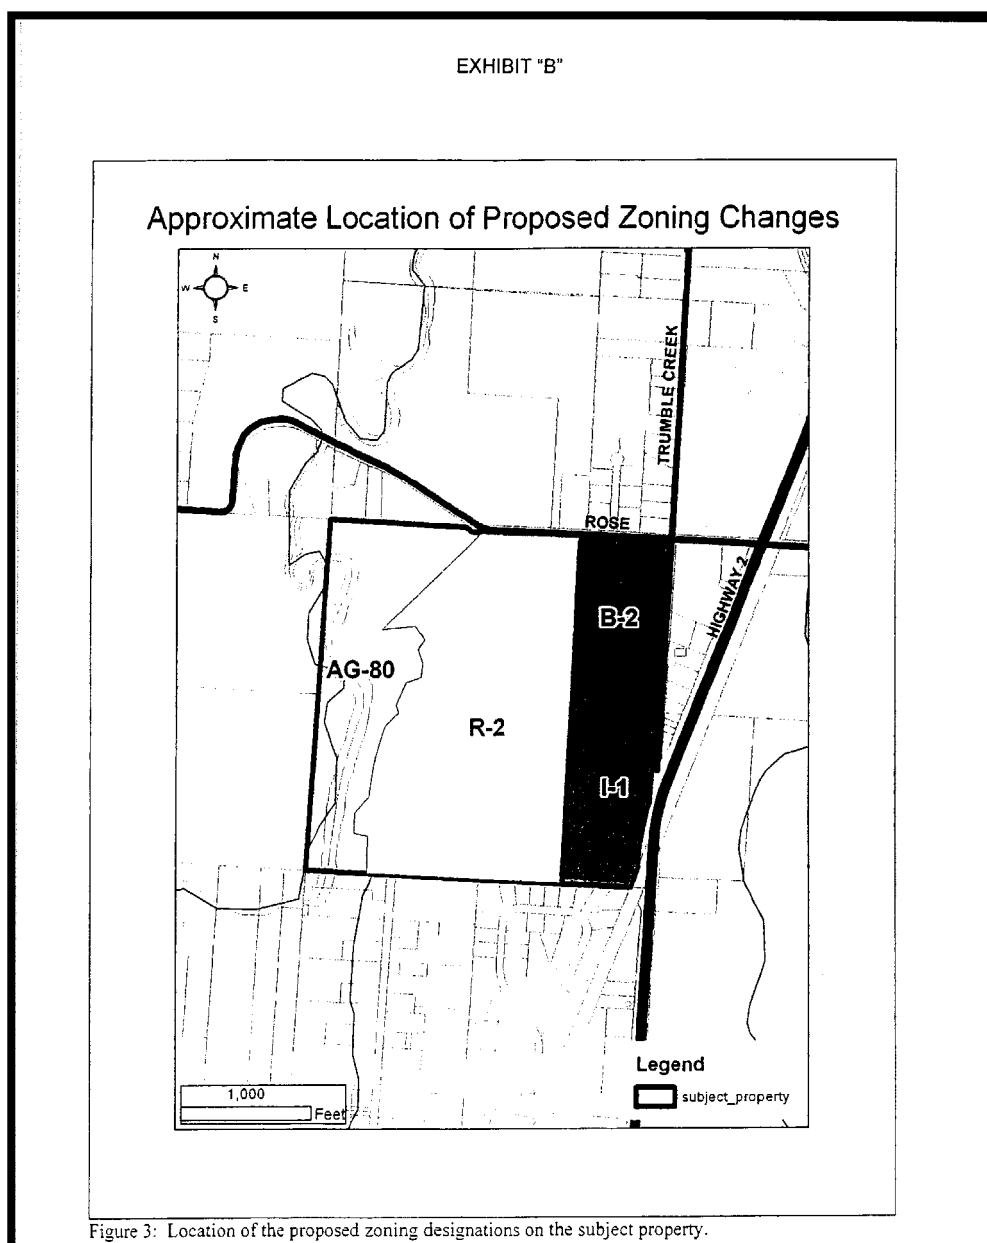 EXHIBIT "B"
Approximate Location of Proposed Zoning Changes
N
W E
S
TRUMBLE CREEK
ROSE
HIGHWAY 2
B-2
AG-80
R-2
I-1
Legend
subject_property
1,000
Feet
Figure 3: Location of the proposed zoning designations on the subject property.